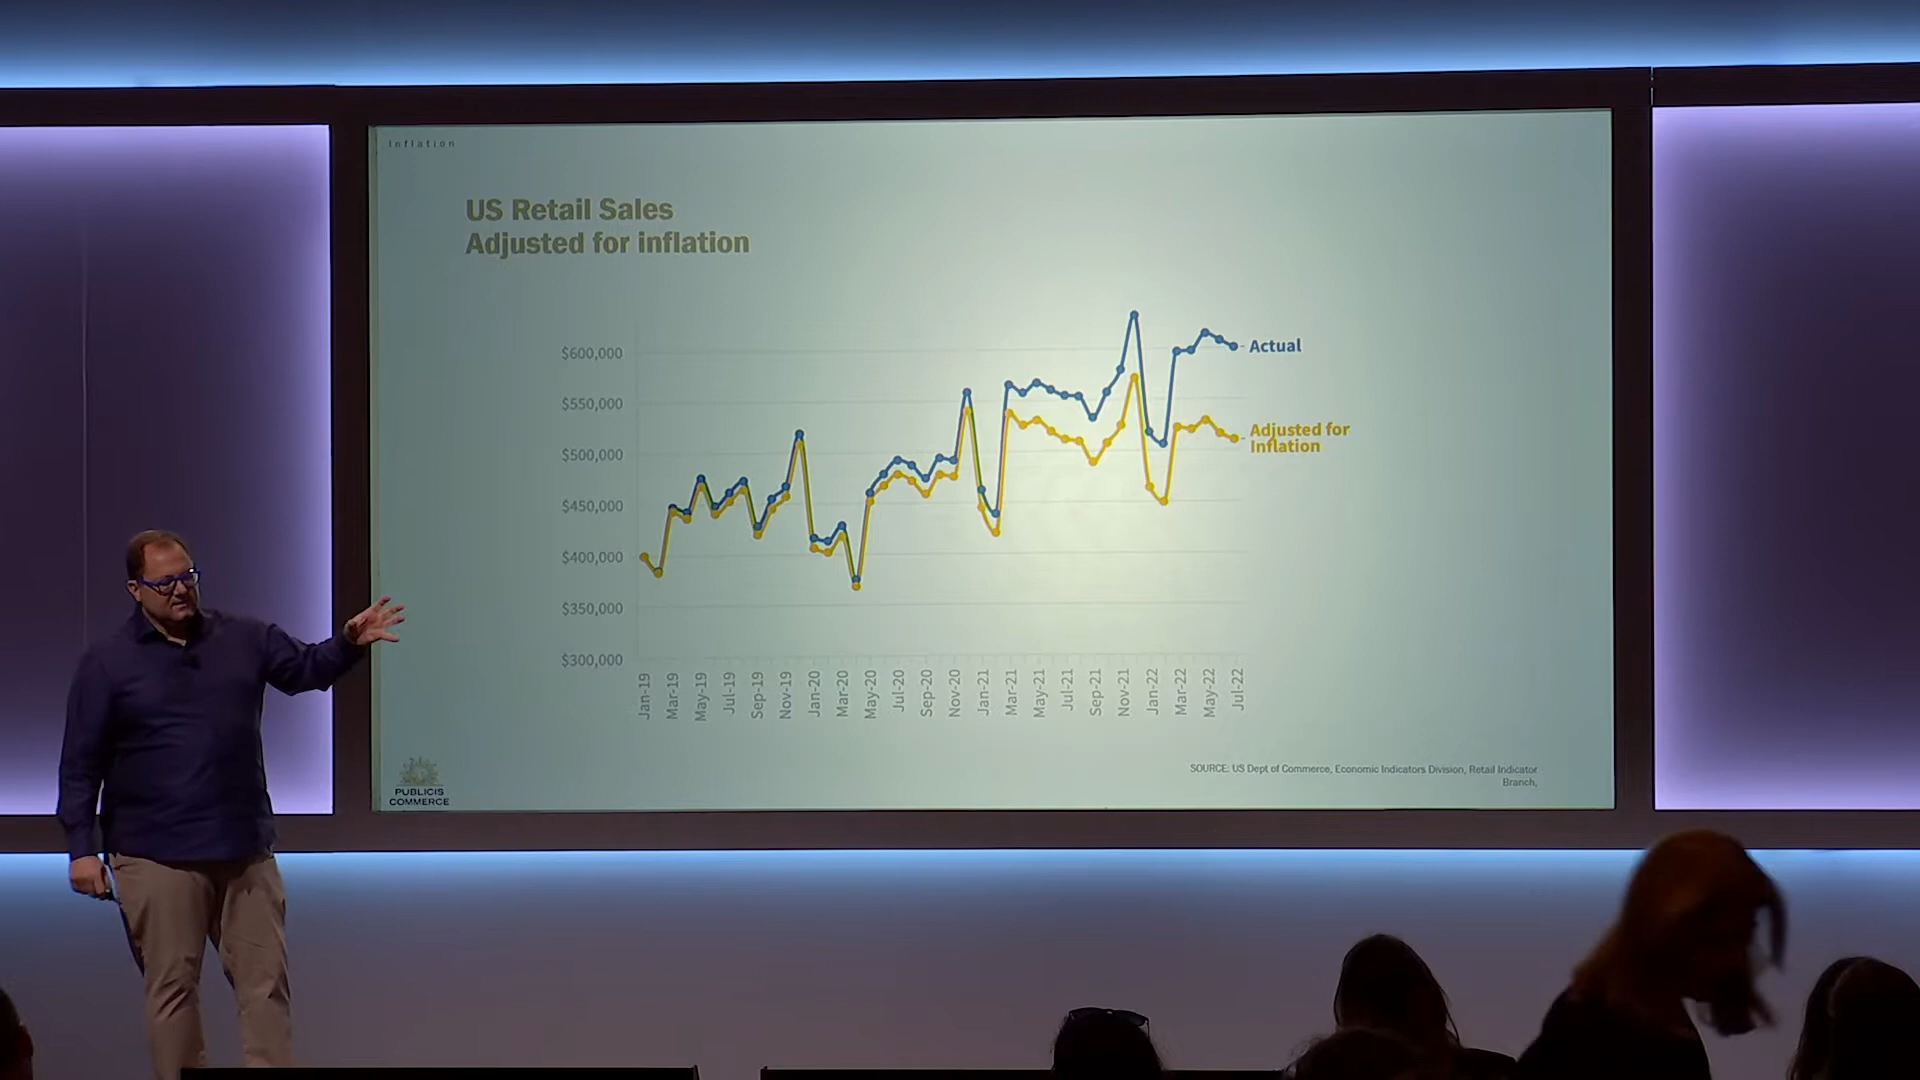 Inflation
US Retail Sales
Adjusted for inflation
$600,000
$550,000
$500,000
$450,000
$400,000
$350,000
$300,000
Actual
Adjusted for
Inflation
Jan-19
Mar-19
May-19
Jul-19
Sep-19
Nov-19
Jan-20
Mar-20
May-20
Jul-20
Sep-20
Nov-20
Jan-21
Mar-21
May-21
Jul-21
Sep-21
Nov-21
Jan-22
Mar-22
May-22
Jul-22
SOURCE: US Dept of Commerce, Economic Indicators Division, Retail Indicator
Branch,
PUBLICIS
COMMERCE